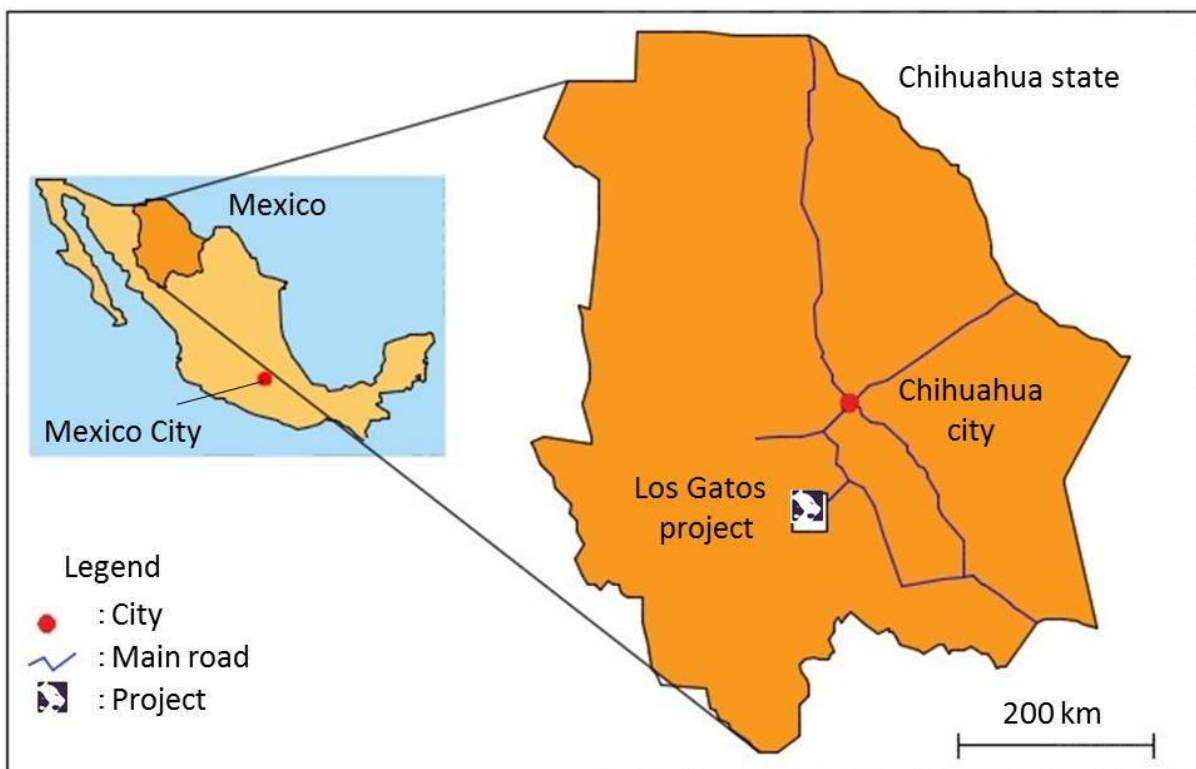 Chihuahua state
Mexico
Mexico City
Chihuahua
city
Los Gatos
project
Legend
: City
: Main road
: Project
200 km